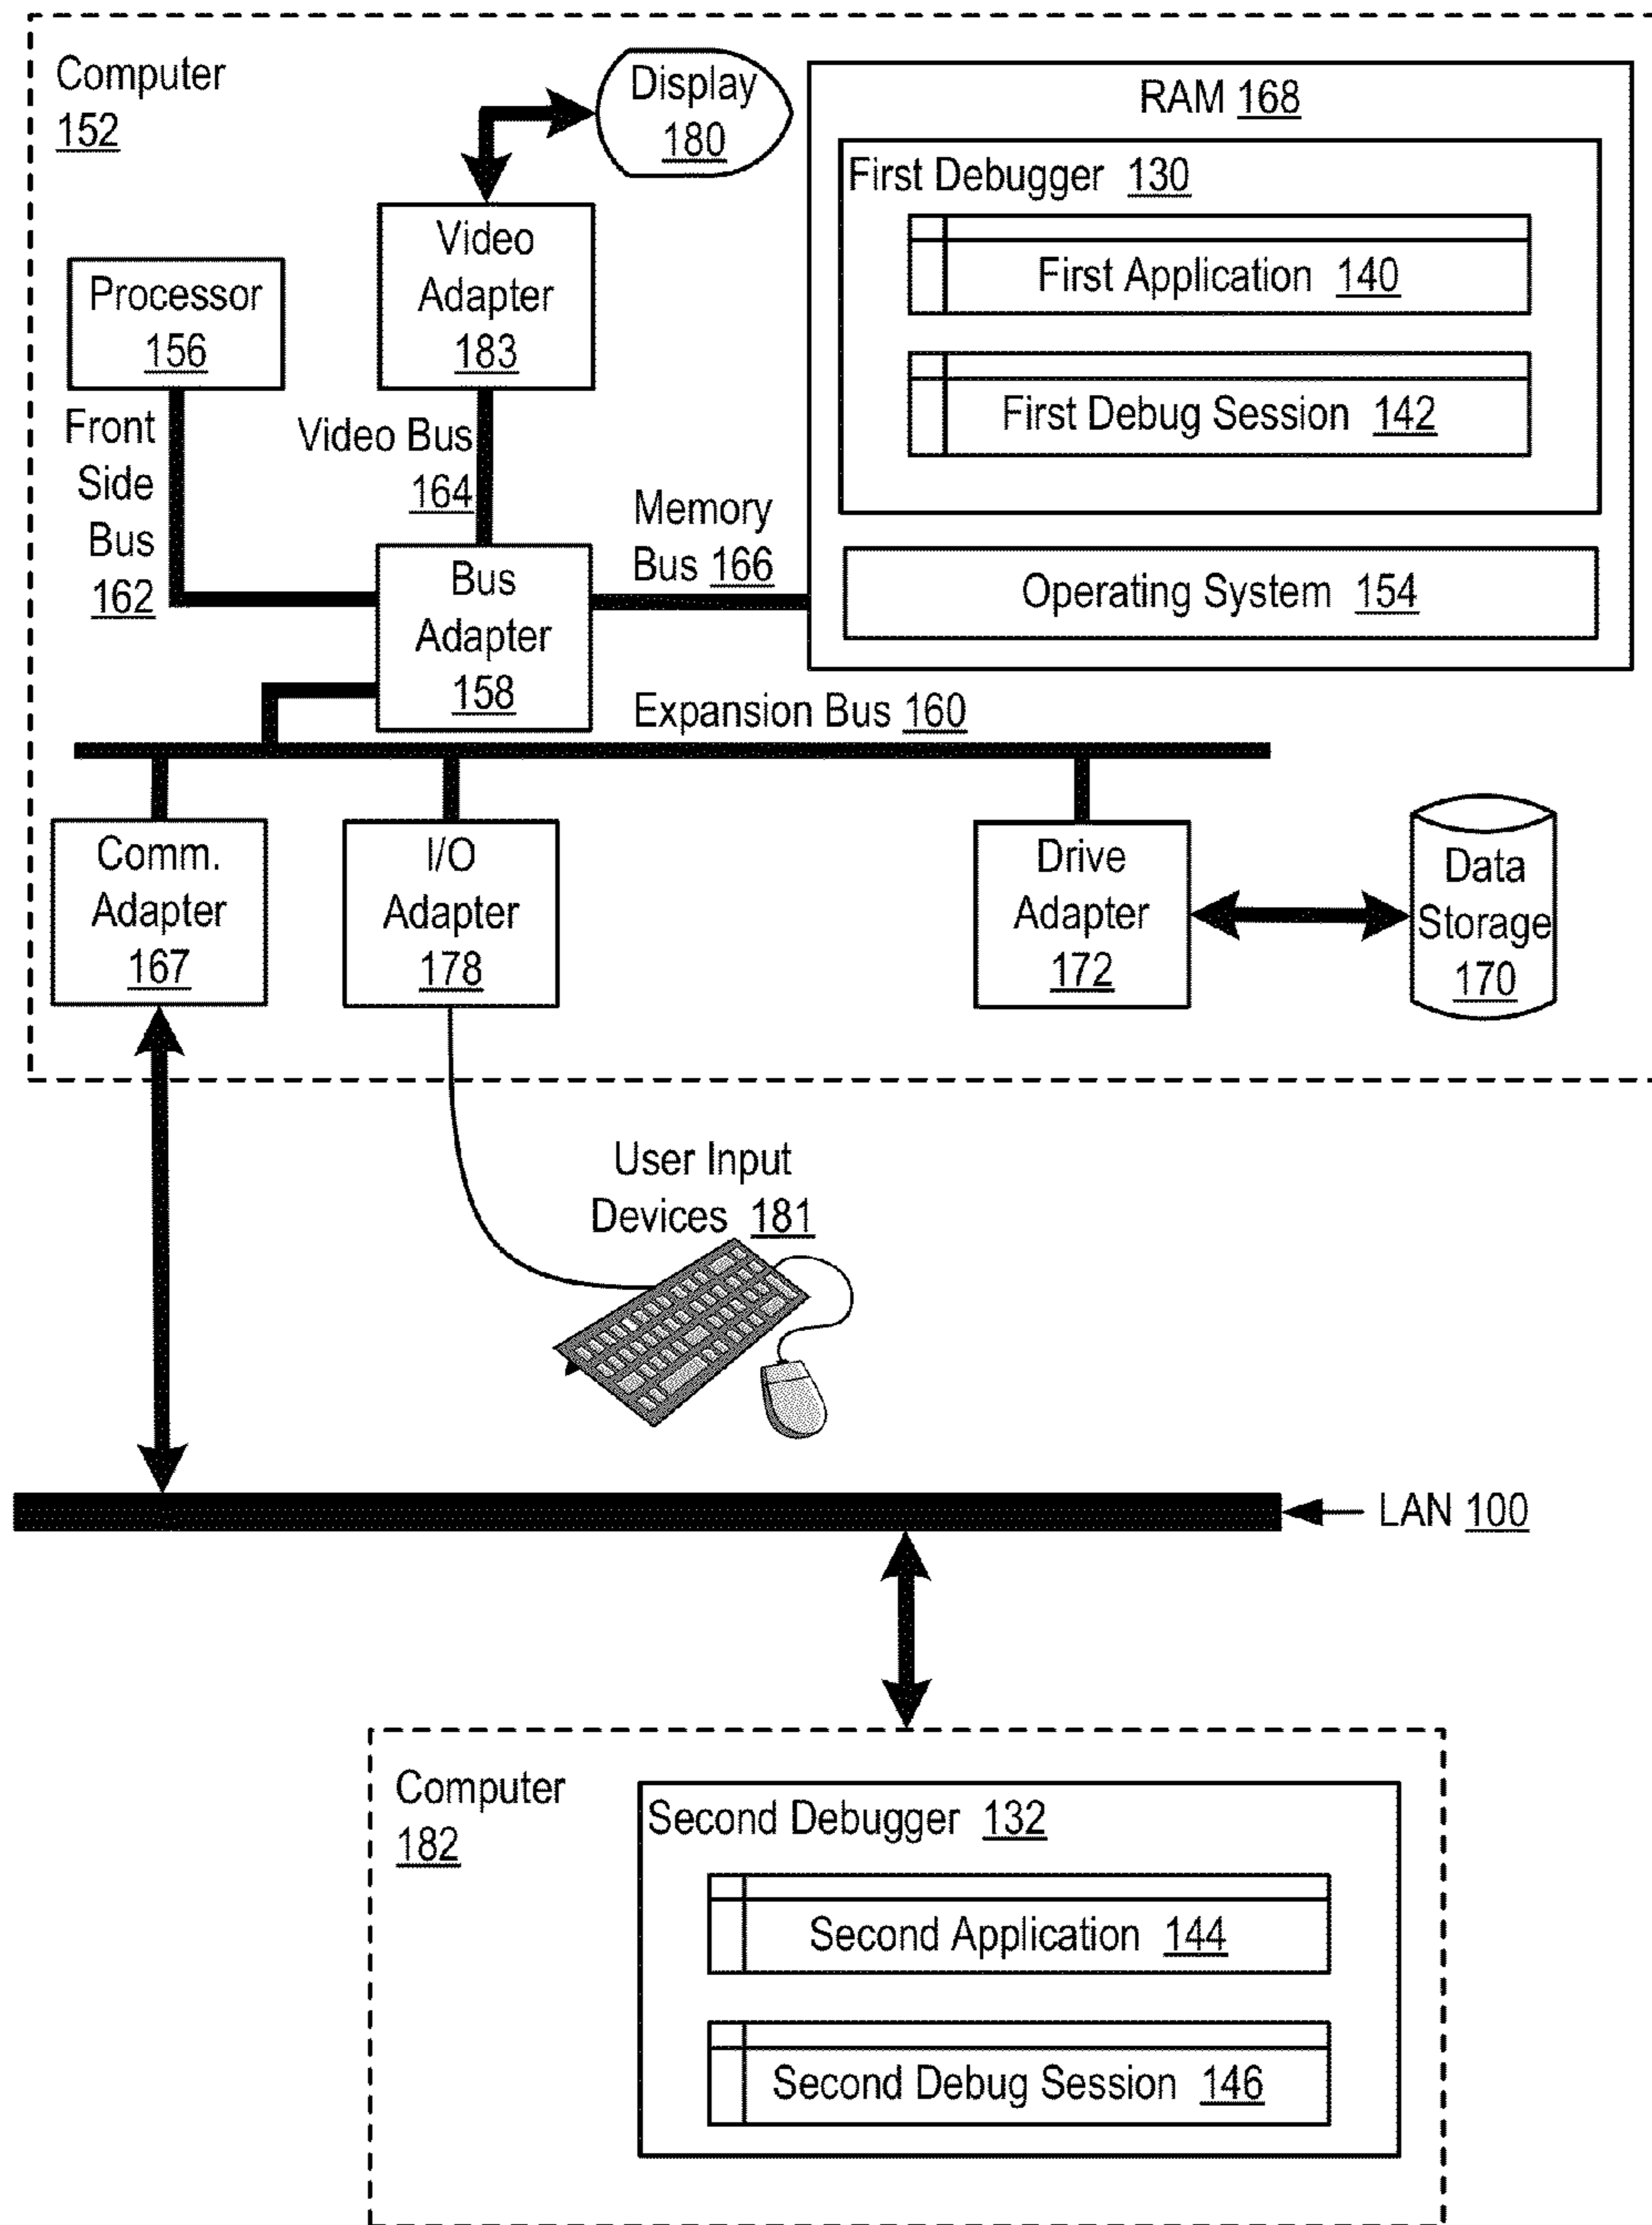 Computer
152
Display
180
RAM 168
First Debugger 130
First Application 140
First Debug Session 142
Operating System 154
Video
Adapter
183
Processor
156
Front
Side
Bus
162
Video Bus
164
Memory
Bus 166
Bus
Adapter
158
Expansion Bus 160
Comm.
Adapter
167
I/O
Adapter
178
Drive
Adapter
172
Data
Storage
170
User Input
Devices 181
LAN 100
Computer
182
Second Debugger 132
Second Application 144
Second Debug Session 146